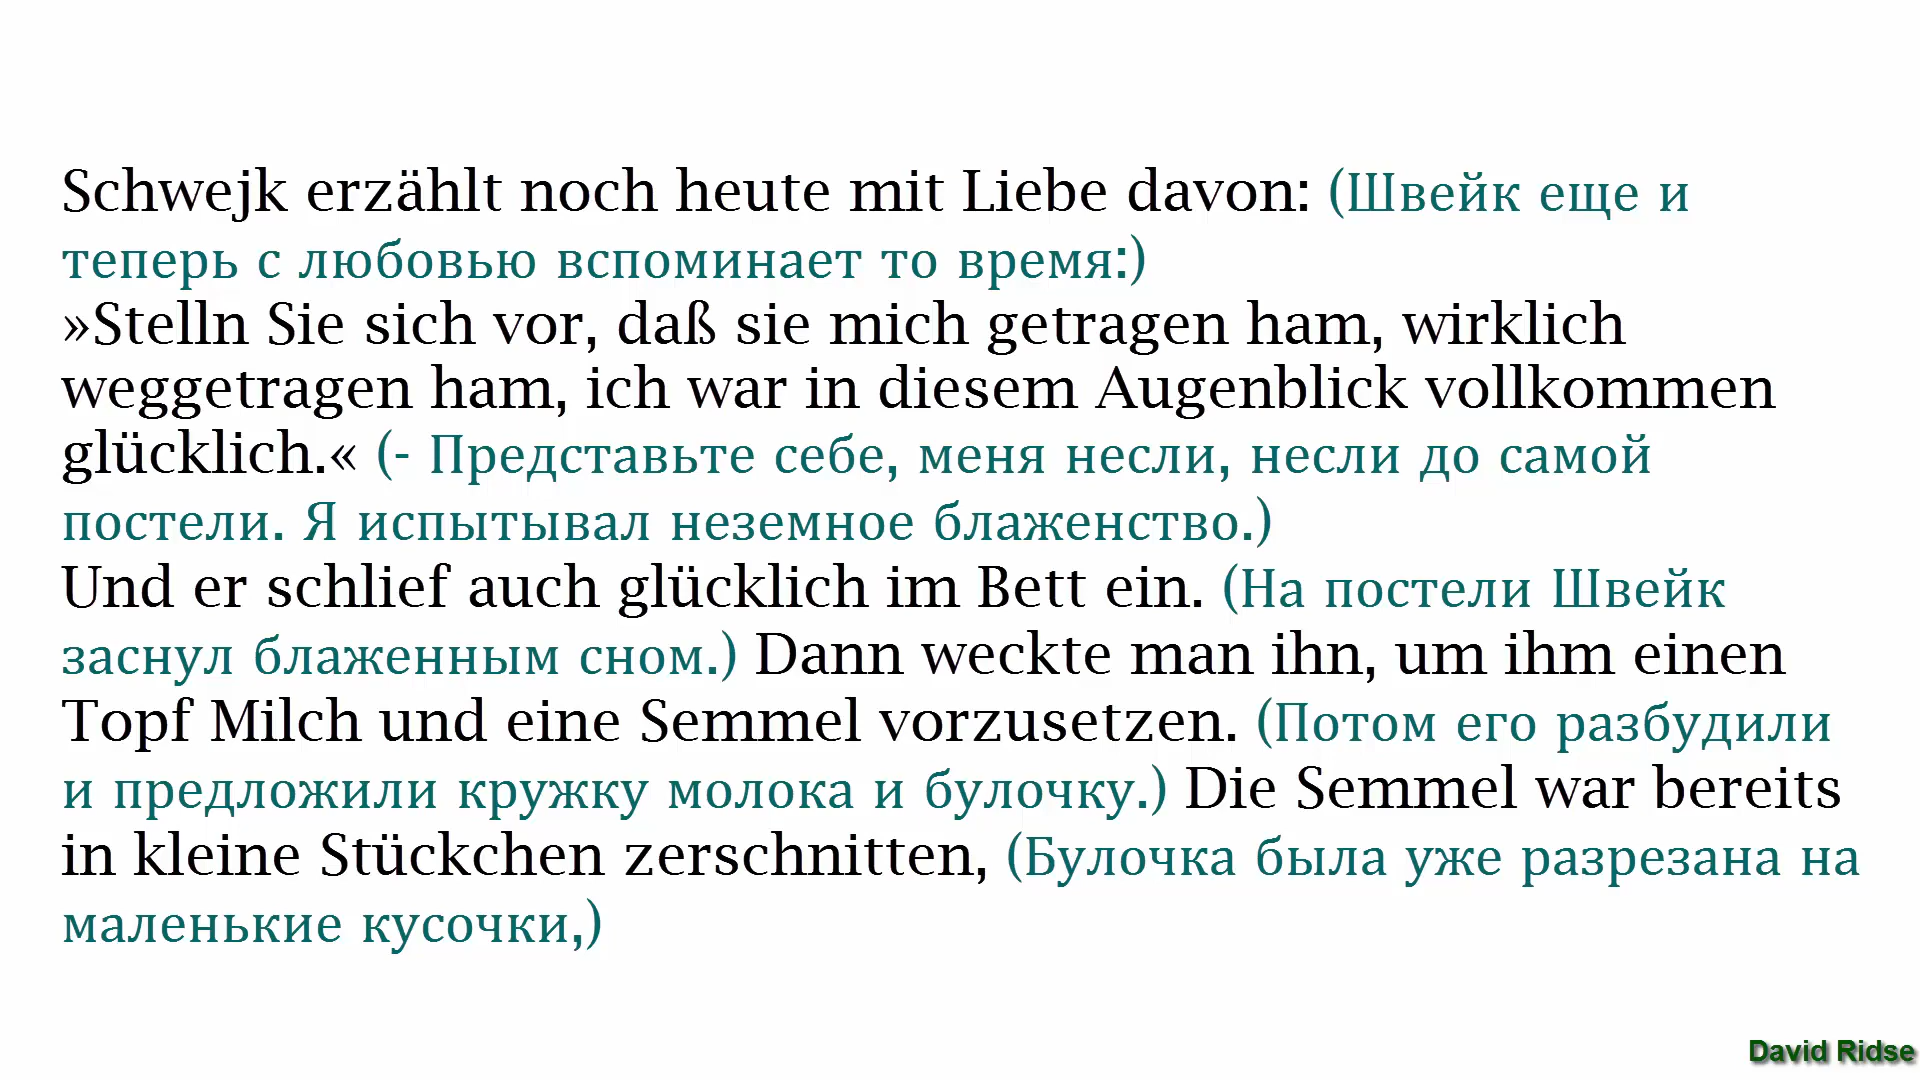 Schwejk erzählt noch heute mit Liebe davon: (Швейк еще и
теперь с любовью вспоминает то время:)
»Stelln Sie sich vor, daß sie mich getragen ham, wirklich
weggetragen ham, ich war in diesem Augenblick vollkommen
glücklich.« (- Представьте себе, меня несли, несли до самой
постели. Я испытывал неземное блаженство.)
Und er schlief auch glücklich im Bett ein. (На постели Швейк
заснул блаженным сном.) Dann weckte man ihn, um ihm einen
Topf Milch und eine Semmel vorzusetzen. (Потом его разбудили
и предложили кружку молока и булочку.) Die Semmel war bereits
in kleine Stückchen zerschnitten, (Булочка была уже разрезана на
маленькие кусочки,)
David Ridse